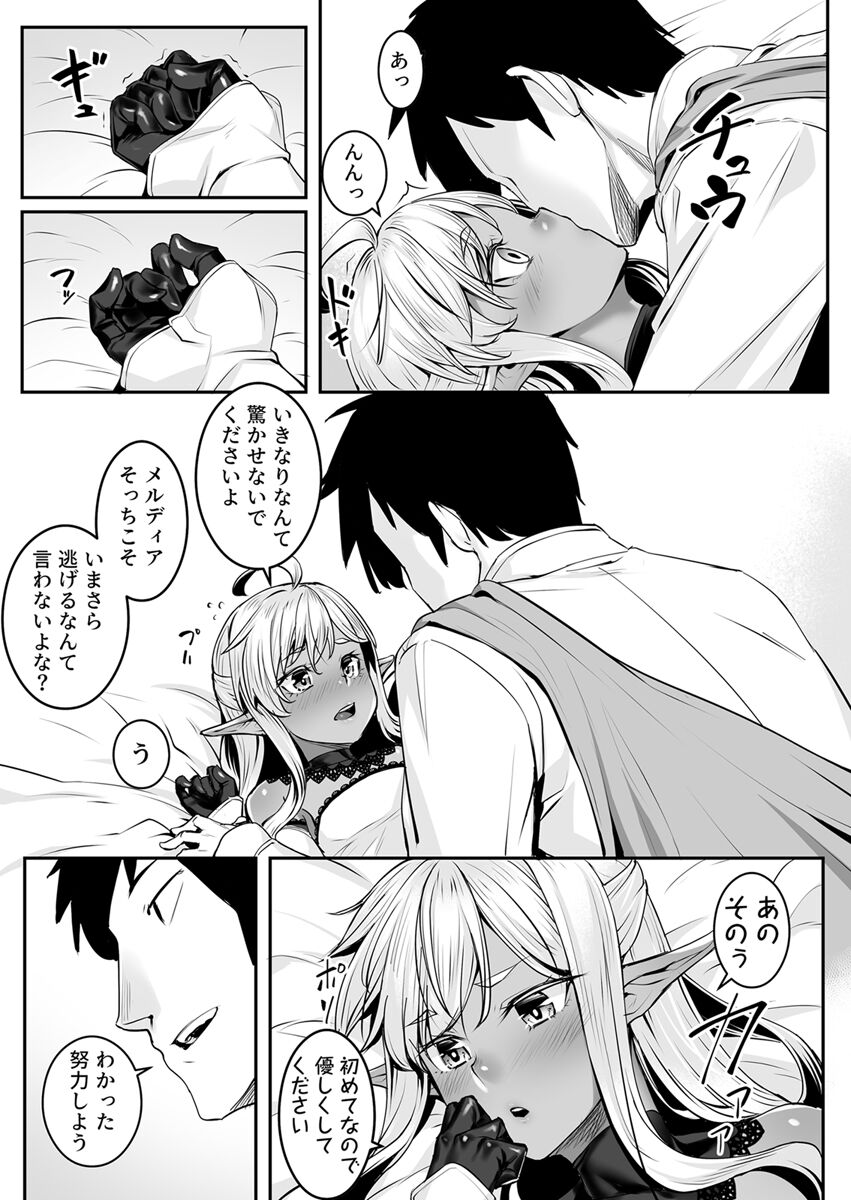 あっ
チュウ
んんっ
ドキ
ギュ
フッ
いきなりなんて
驚かせないで
くださいよ
メルディア
そっちこそ
いまさら
逃げるなんて
言わないよな?
プー
う
あの
そのぅ
カァァァ
ポソッ
初めてなので
優しくして
ください
わかった
努力しよう